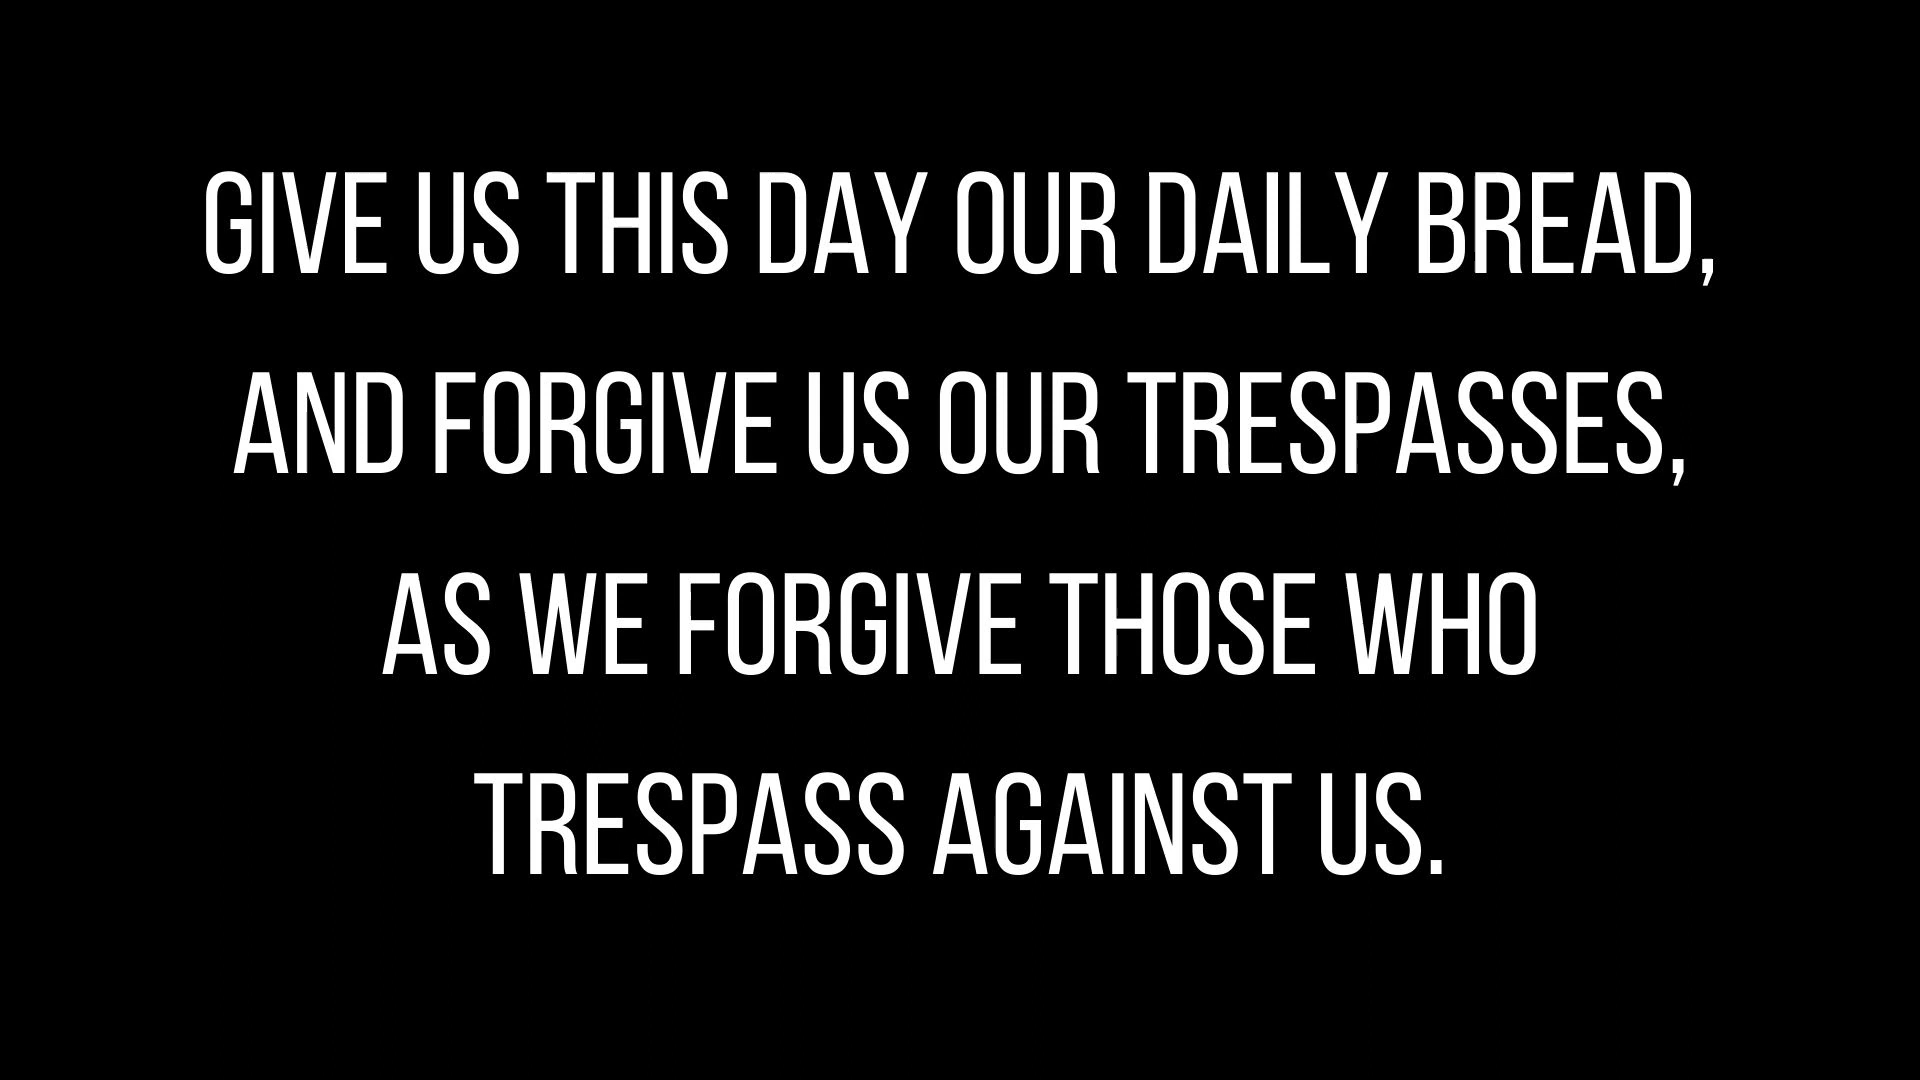 GIVE US THIS DAY OUR DAILY BREAD,
AND FORGIVE US OUR TRESPASSES,
AS WE FORGIVE THOSE WHO
TRESPASS AGAINST US.